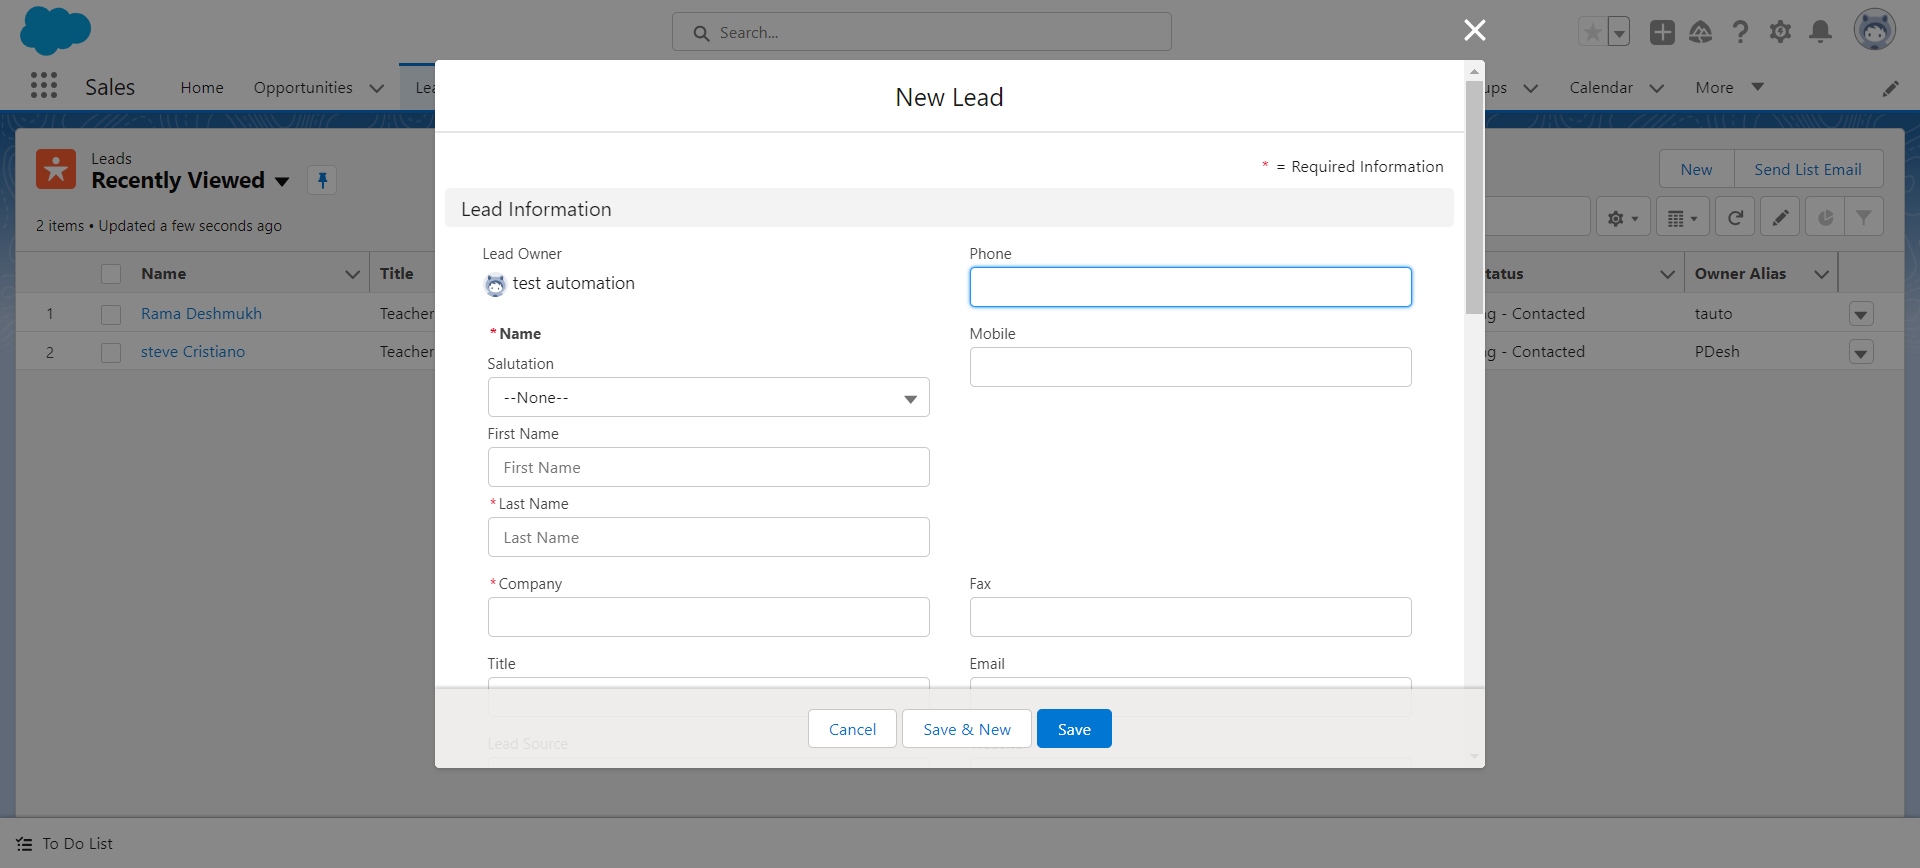 Search...
Sales Home Opportunities Lea ups Calendar More
New Lead
* = Required Information
Leads
Recently Viewed
New Send List Email
2 items • Updated a few seconds ago
Name Title tatus Owner Alias
1 Rama Deshmukh Teacher g - Contacted tauto
2 steve Cristiano Teacher g - Contacted PDesh
Lead Information
Lead Owner
test automation
Phone
*Name
Mobile
Salutation
--None--
First Name
First Name
*Last Name
Last Name
*Company
Fax
Title
Email
Lead Source
Cancel Save & New Save
To Do List